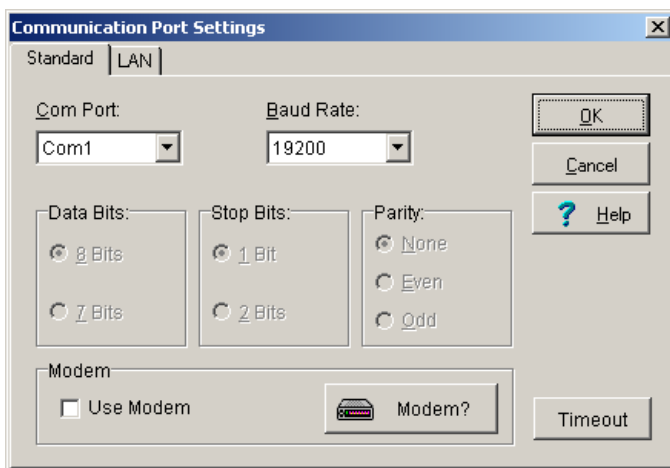 Communication Port Settings
Standard
LAN
Com Port:
Baud Rate:
Com1
19200
OK
Cancel
Help
Data Bits:
8 Bits
7 Bits
Stop Bits:
1 Bit
2 Bits
Parity:
None
Even
Odd
Modem
Use Modem
Modem?
Timeout